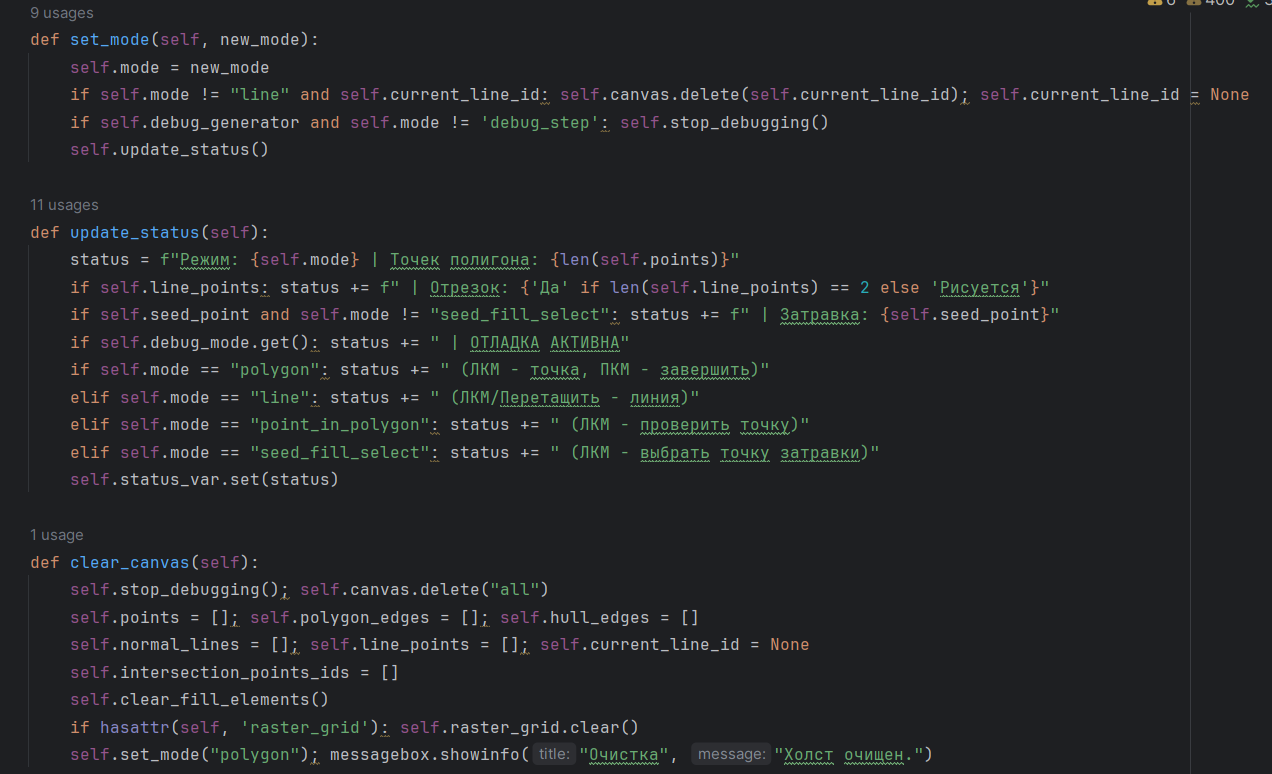 9 usages
def set_mode(self, new_mode):
    self.mode = new_mode
    if self.mode != "line" and self.current_line_id: self.canvas.delete(self.current_line_id); self.current_line_id = None
    if self.debug_generator and self.mode != 'debug_step': self.stop_debugging()
    self.update_status()
11 usages
def update_status(self):
    status = f"Режим: {self.mode} | Точек полигона: {len(self.points)}"
    if self.line_points: status += f" | Отрезок: {'Да' if len(self.line_points) == 2 else 'Рисуется'}"
    if self.seed_point and self.mode != "seed_fill_select": status += f" | Затравка: {self.seed_point}"
    if self.debug_mode.get(): status += " | ОТЛАДКА АКТИВНА"
    if self.mode == "polygon": status += " (ЛКМ - точка, ПКМ - завершить)"
    elif self.mode == "line": status += " (ЛКМ/Перетащить - линия)"
    elif self.mode == "point_in_polygon": status += " (ЛКМ - проверить точку)"
    elif self.mode == "seed_fill_select": status += " (ЛКМ - выбрать точку затравки)"
    self.status_var.set(status)
1 usage
def clear_canvas(self):
    self.stop_debugging(); self.canvas.delete("all")
    self.points = []; self.polygon_edges = []; self.hull_edges = []
    self.normal_lines = []; self.line_points = []; self.current_line_id = None
    self.intersection_points_ids = []
    self.clear_fill_elements()
    if hasattr(self, 'raster_grid'): self.raster_grid.clear()
    self.set_mode("polygon"); messagebox.showinfo( title: "Очистка", message: "Холст очищен.")